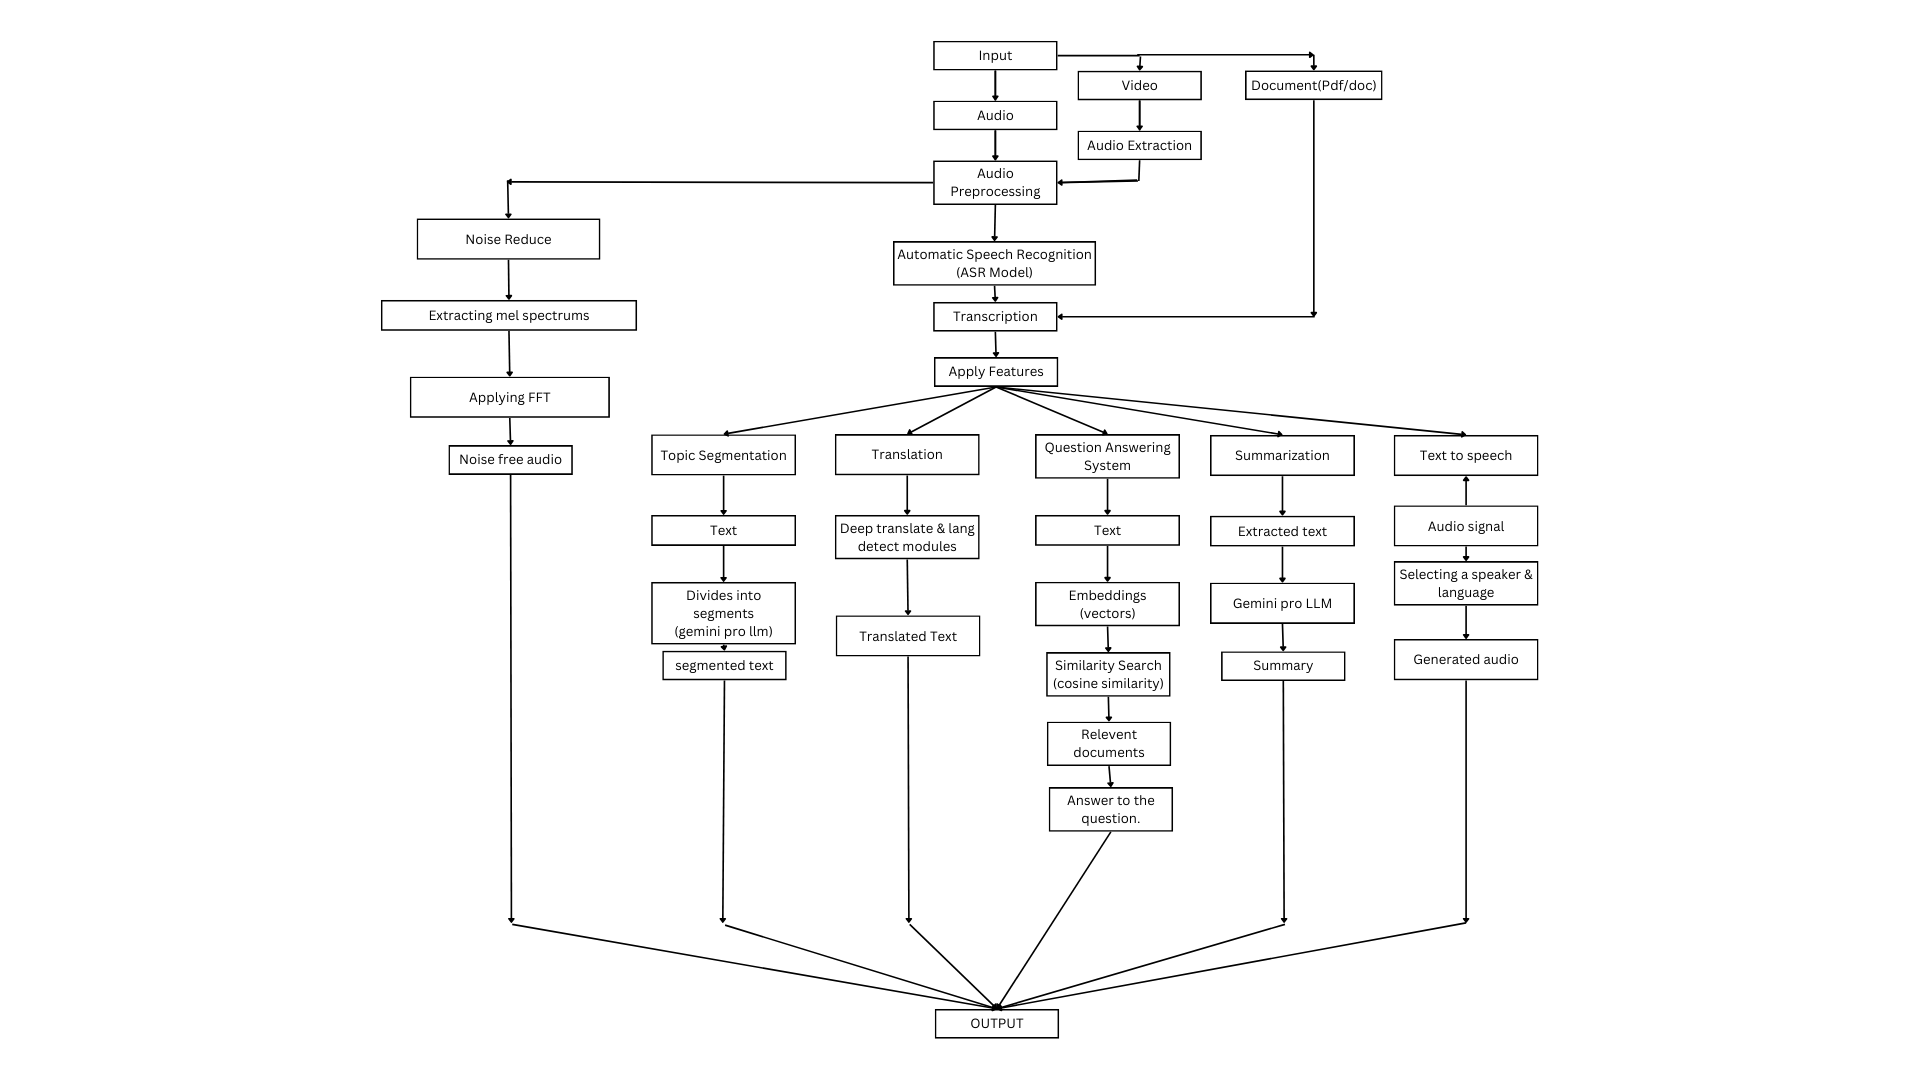 Input
Video
Document(Pdf/doc)
Audio
Audio Extraction
Audio
Preprocessing
Noise Reduce
Automatic Speech Recognition
(ASR Model)
Extracting mel spectrums
Transcription
Apply Features
Applying FFT
Noise free audio
Topic Segmentation
Text
Divides into
segments
(gemini pro llm)
segmented text
Translation
Deep translate & lang
detect modules
Translated Text
Question Answering
System
Text
Embeddings
(vectors)
Similarity Search
(cosine similarity)
Relevent
documents
Answer to the
question.
Summarization
Extracted text
Gemini pro LLM
Summary
Text to speech
Audio signal
Selecting a speaker &
language
Generated audio
OUTPUT